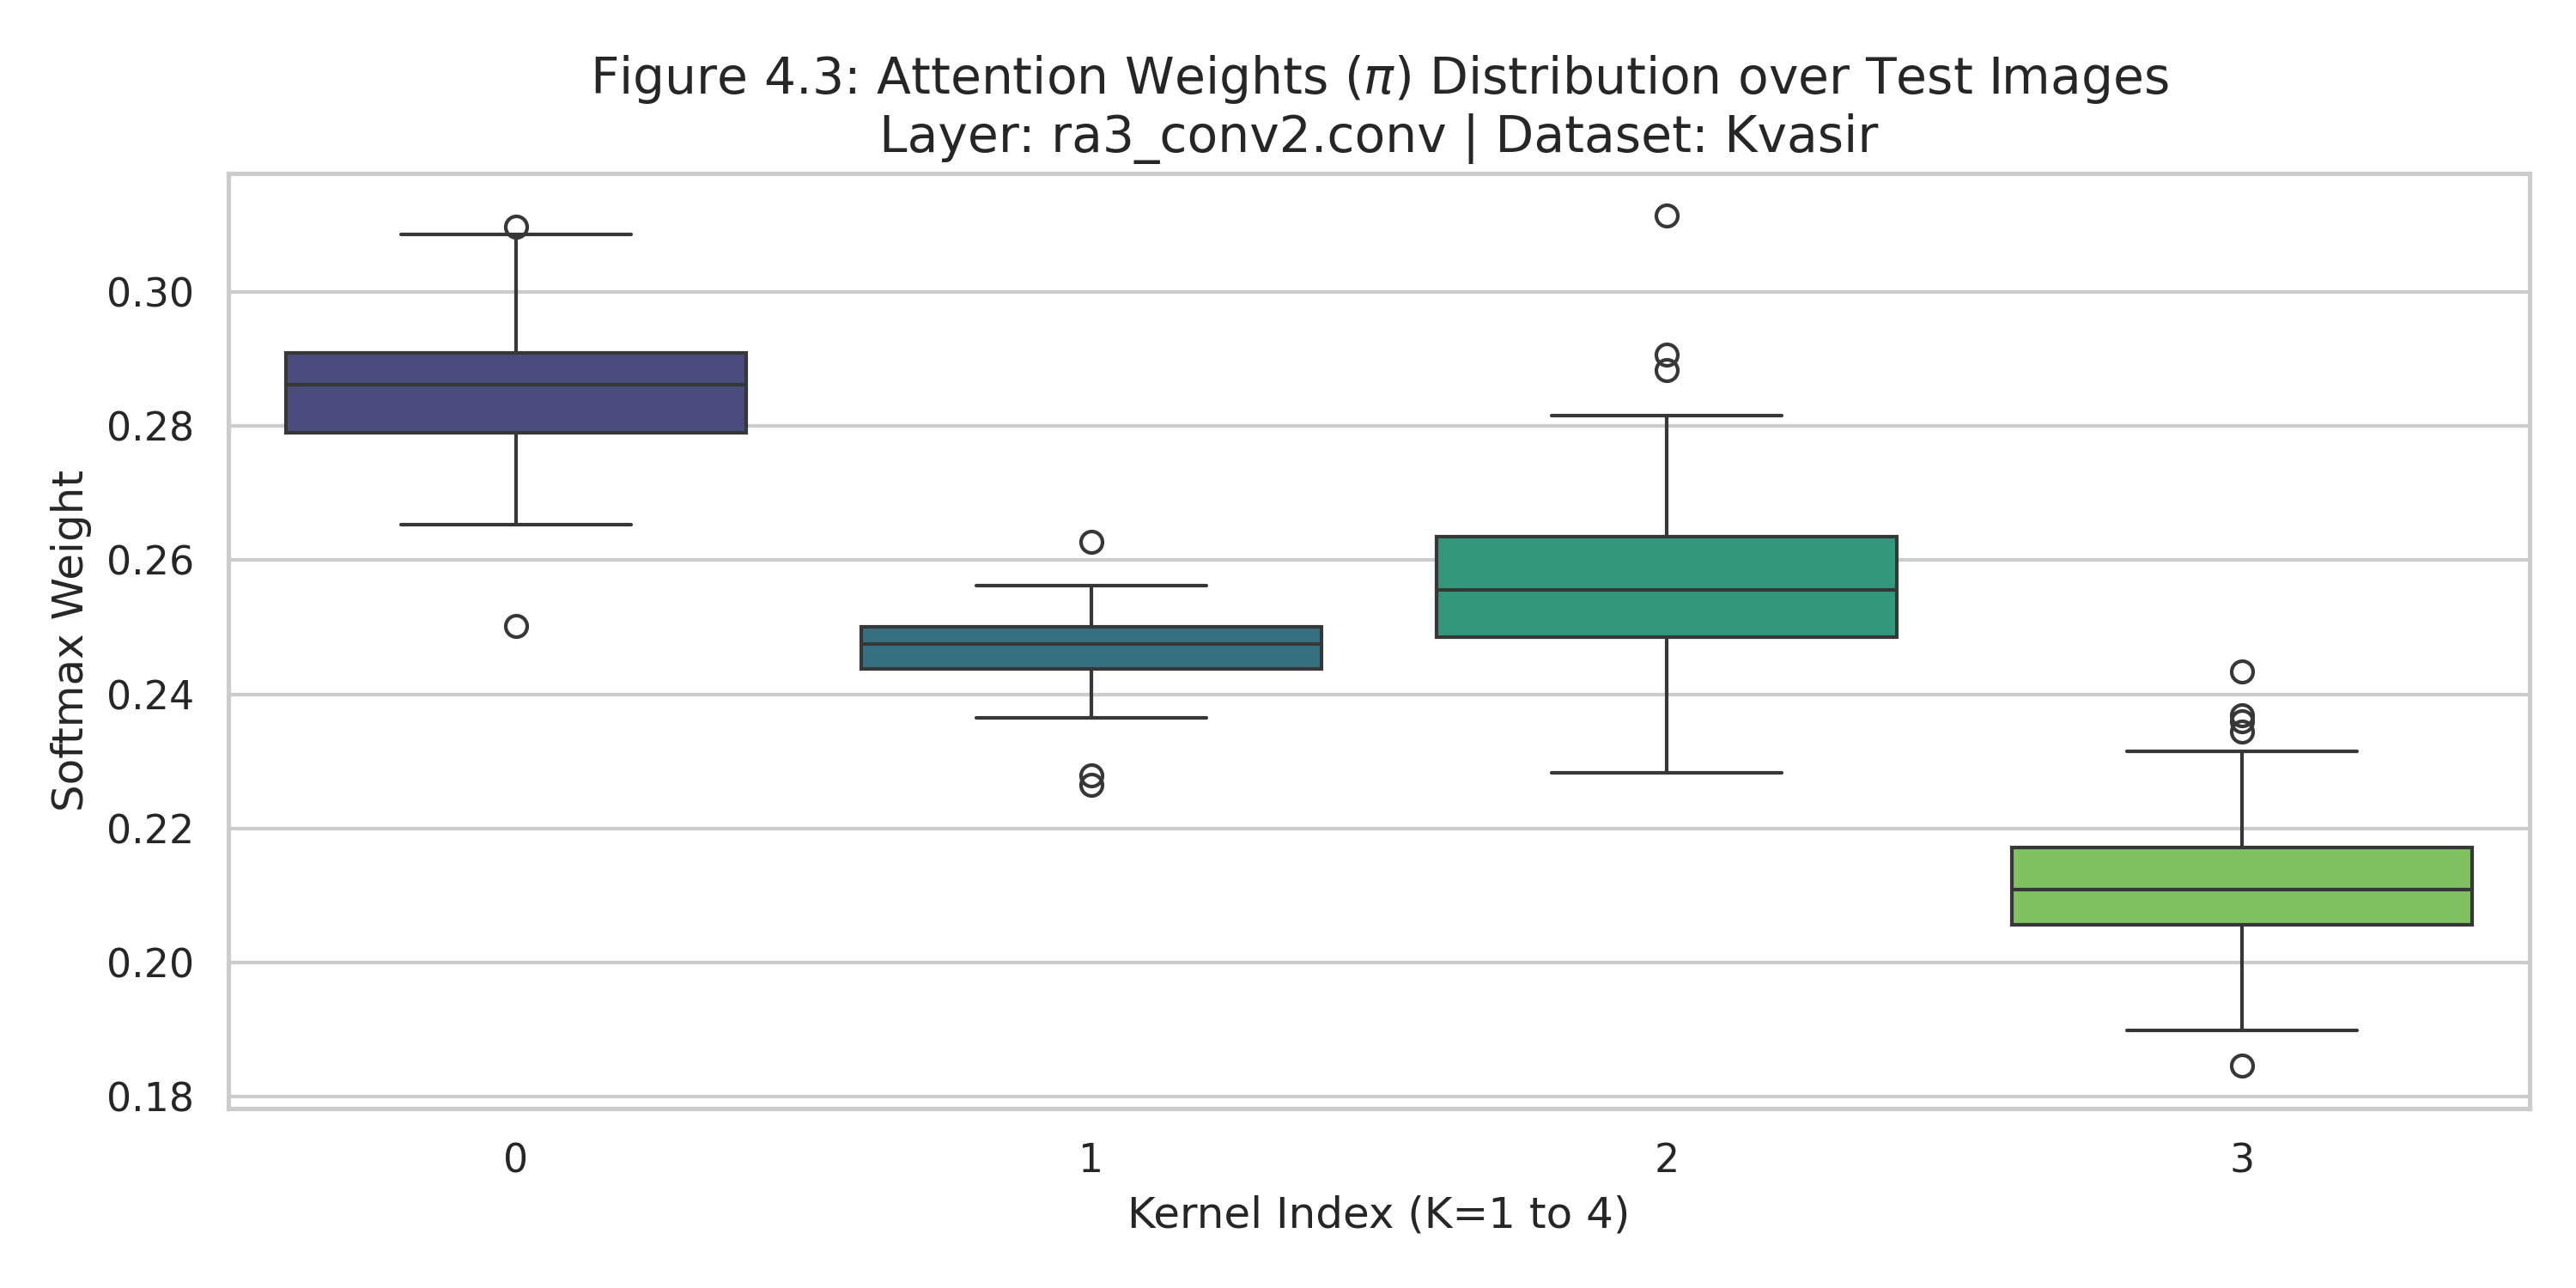 Figure 4.3: Attention Weights (π) Distribution over Test Images
Layer: ra3_conv2.conv | Dataset: Kvasir
Softmax Weight
0.30
0.28
0.26
0.24
0.22
0.20
0.18
0 1 2 3
Kernel Index (K=1 to 4)